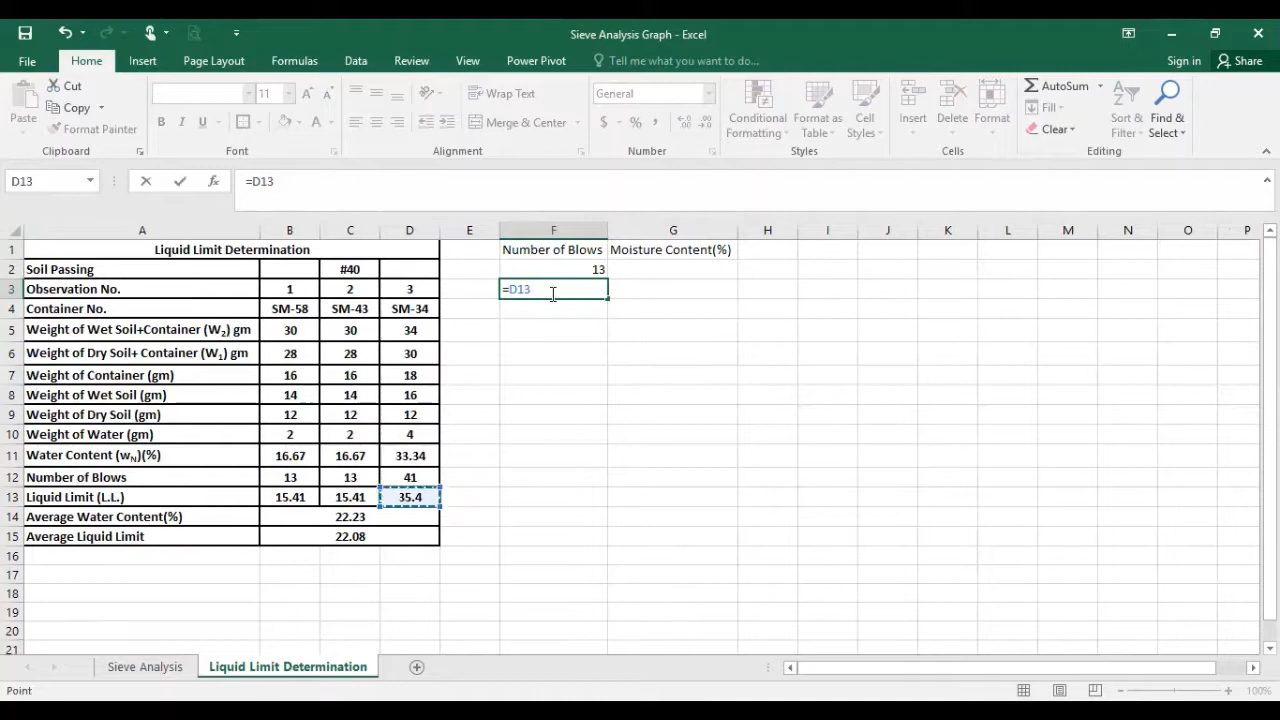 Sieve Analysis Graph - Excel
File Home Insert Page Layout Formulas Data Review View Power Pivot Tell me what you want to do... Sign in Share
Paste Cut Copy Format Painter Clipboard
11 B I U Font
Wrap Text Merge & Center Alignment
General $ % , Number
Conditional Formatting Format as Table Cell Styles Styles
Insert Delete Format Cells
AutoSum Fill Clear Sort & Filter Find & Select Editing
D13 fx =D13
A B C D E F G H I J K L M N O P
1 Liquid Limit Determination Number of Blows Moisture Content(%)
2 Soil Passing #40 13
3 Observation No. 1 2 3 =D13
4 Container No. SM-58 SM-43 SM-34
5 Weight of Wet Soil+Container (W2) gm 30 30 34
6 Weight of Dry Soil+ Container (W1) gm 28 28 30
7 Weight of Container (gm) 16 16 18
8 Weight of Wet Soil (gm) 14 14 16
9 Weight of Dry Soil (gm) 12 12 12
10 Weight of Water (gm) 2 2 4
11 Water Content (wN)(%) 16.67 16.67 33.34
12 Number of Blows 13 13 41
13 Liquid Limit (L.L.) 15.41 15.41 35.4
14 Average Water Content(%) 22.23
15 Average Liquid Limit 22.08
16
17
18
19
20
21
Sieve Analysis Liquid Limit Determination
Point 100%